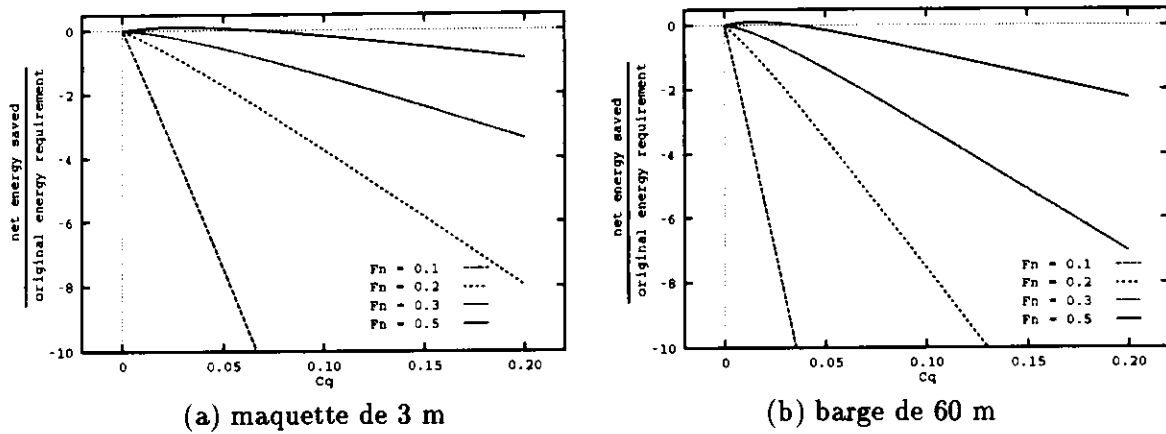 net energy saved
original energy requirement
0
-2
-4
-6
-8
-10
Fn = 0.1
Fn = 0.2
Fn = 0.3
Fn = 0.5
0 0.05 0.10 0.15 0.20
Cq
(a) maquette de 3 m
net energy saved
original energy requirement
0
-2
-4
-6
-8
-10
Fn = 0.1
Fn = 0.2
Fn = 0.3
Fn = 0.5
0 0.05 0.10 0.15 0.20
Cq
(b) barge de 60 m